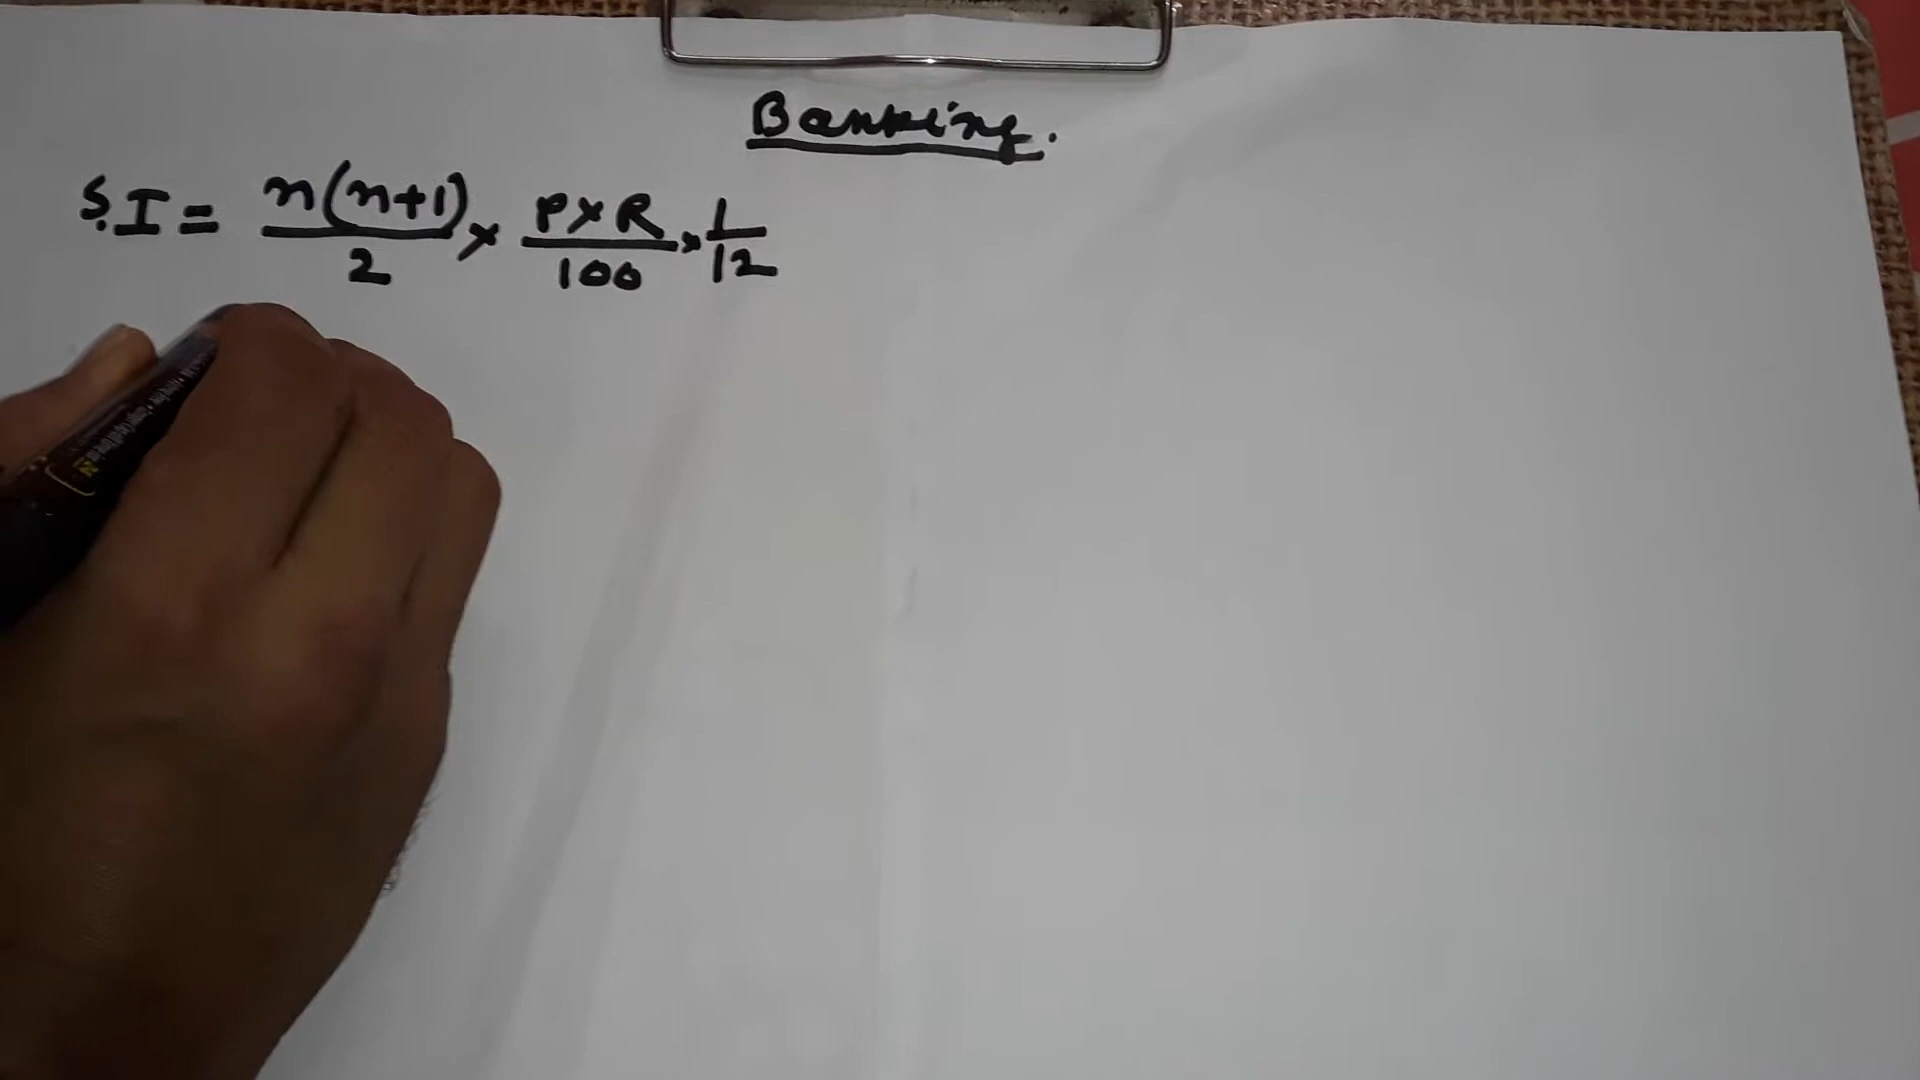 Banking.
S.I = n(n+1)/2 × P×R/100 × 1/12